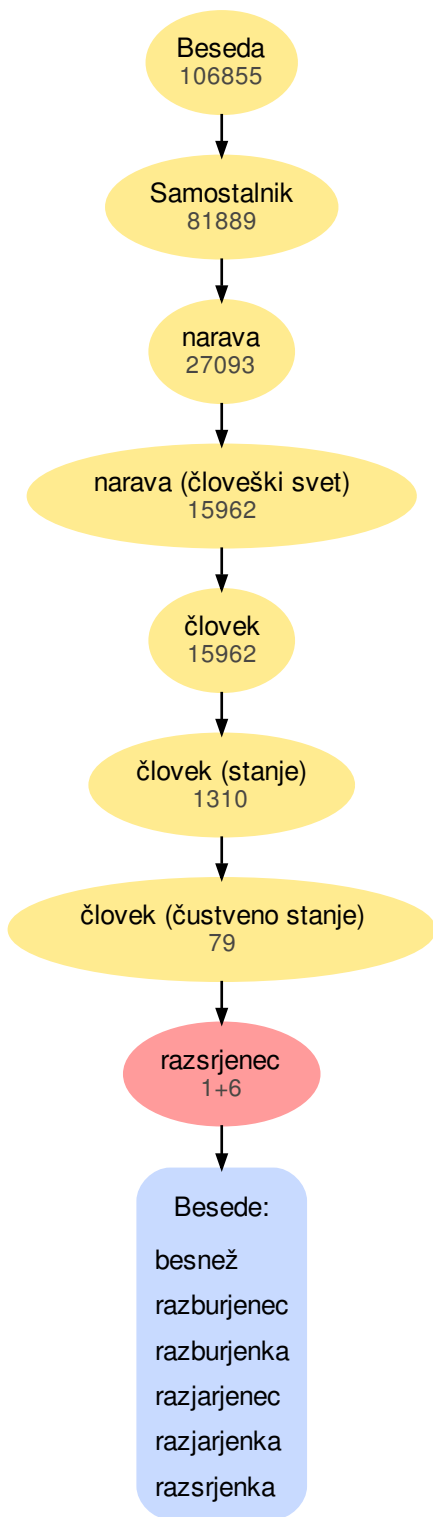 Beseda
106855
Samostalnik
81889
narava
27093
narava (človeški svet)
15962
človek
15962
človek (stanje)
1310
človek (čustveno stanje)
79
razsrjenec
1+6
Besede:
besnež
razburjenec
razburjenka
razjarjenec
razjarjenka
razsrjenka